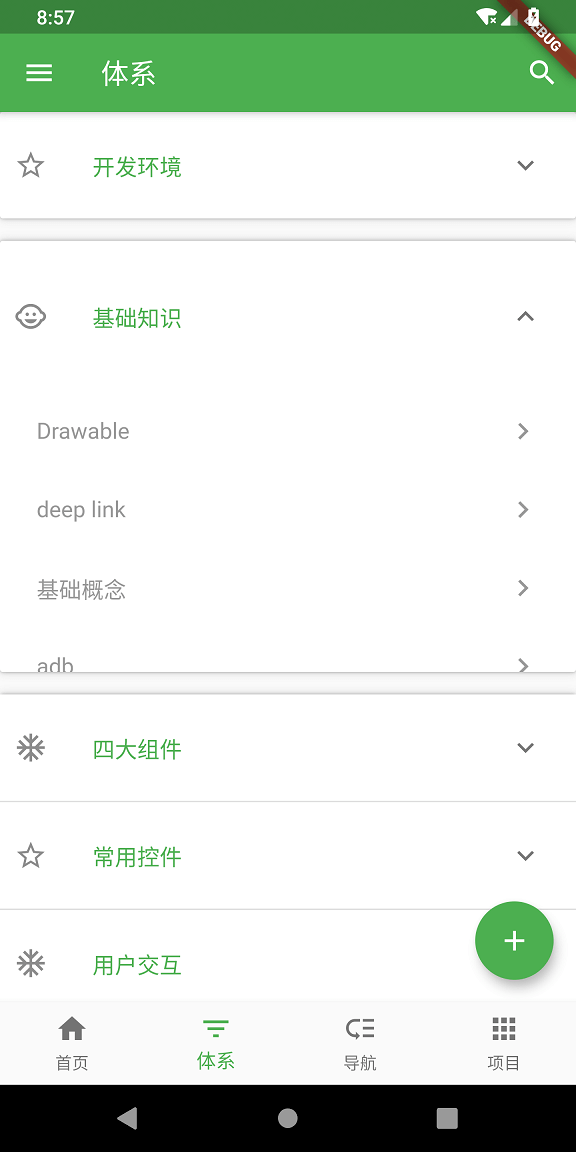 8:57
DEBUG
体系
开发环境
基础知识
Drawable
deep link
基础概念
adb
四大组件
常用控件
用户交互
首页
体系
导航
项目